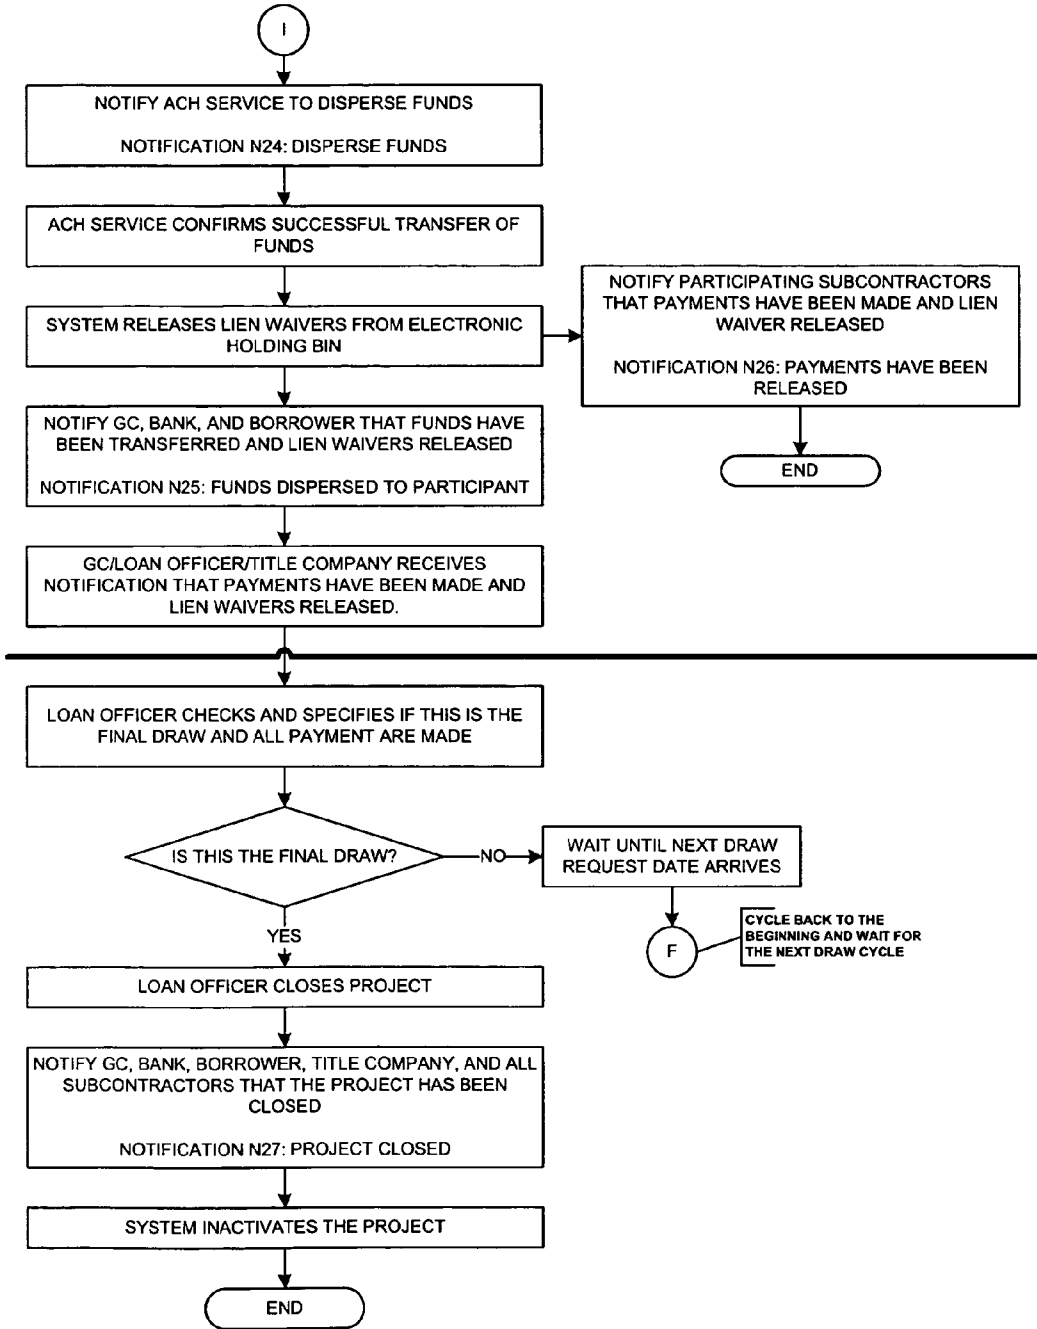 I
NOTIFY ACH SERVICE TO DISPERSE FUNDS
NOTIFICATION N24: DISPERSE FUNDS
ACH SERVICE CONFIRMS SUCCESSFUL TRANSFER OF
FUNDS
SYSTEM RELEASES LIEN WAIVERS FROM ELECTRONIC
HOLDING BIN
NOTIFY PARTICIPATING SUBCONTRACTORS
THAT PAYMENTS HAVE BEEN MADE AND LIEN
WAIVER RELEASED
NOTIFICATION N26: PAYMENTS HAVE BEEN
RELEASED
END
NOTIFY GC, BANK, AND BORROWER THAT FUNDS HAVE
BEEN TRANSFERRED AND LIEN WAIVERS RELEASED
NOTIFICATION N25: FUNDS DISPERSED TO PARTICIPANT
GC/LOAN OFFICER/TITLE COMPANY RECEIVES
NOTIFICATION THAT PAYMENTS HAVE BEEN MADE AND
LIEN WAIVERS RELEASED.
LOAN OFFICER CHECKS AND SPECIFIES IF THIS IS THE
FINAL DRAW AND ALL PAYMENT ARE MADE
IS THIS THE FINAL DRAW?
NO
WAIT UNTIL NEXT DRAW
REQUEST DATE ARRIVES
F
CYCLE BACK TO THE
BEGINNING AND WAIT FOR
THE NEXT DRAW CYCLE
YES
LOAN OFFICER CLOSES PROJECT
NOTIFY GC, BANK, BORROWER, TITLE COMPANY, AND ALL
SUBCONTRACTORS THAT THE PROJECT HAS BEEN
CLOSED
NOTIFICATION N27: PROJECT CLOSED
SYSTEM INACTIVATES THE PROJECT
END